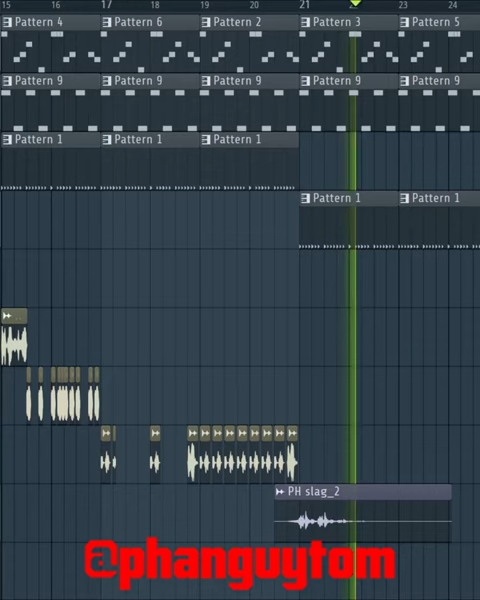 15 16 17 18 19 20 21 22 23 24
Pattern 4 Pattern 6 Pattern 2 Pattern 3 Pattern 5
Pattern 9 Pattern 9 Pattern 9 Pattern 9 Pattern 9
Pattern 1 Pattern 1 Pattern 1
Pattern 1 Pattern 1
PH slag_2
@phanguytom